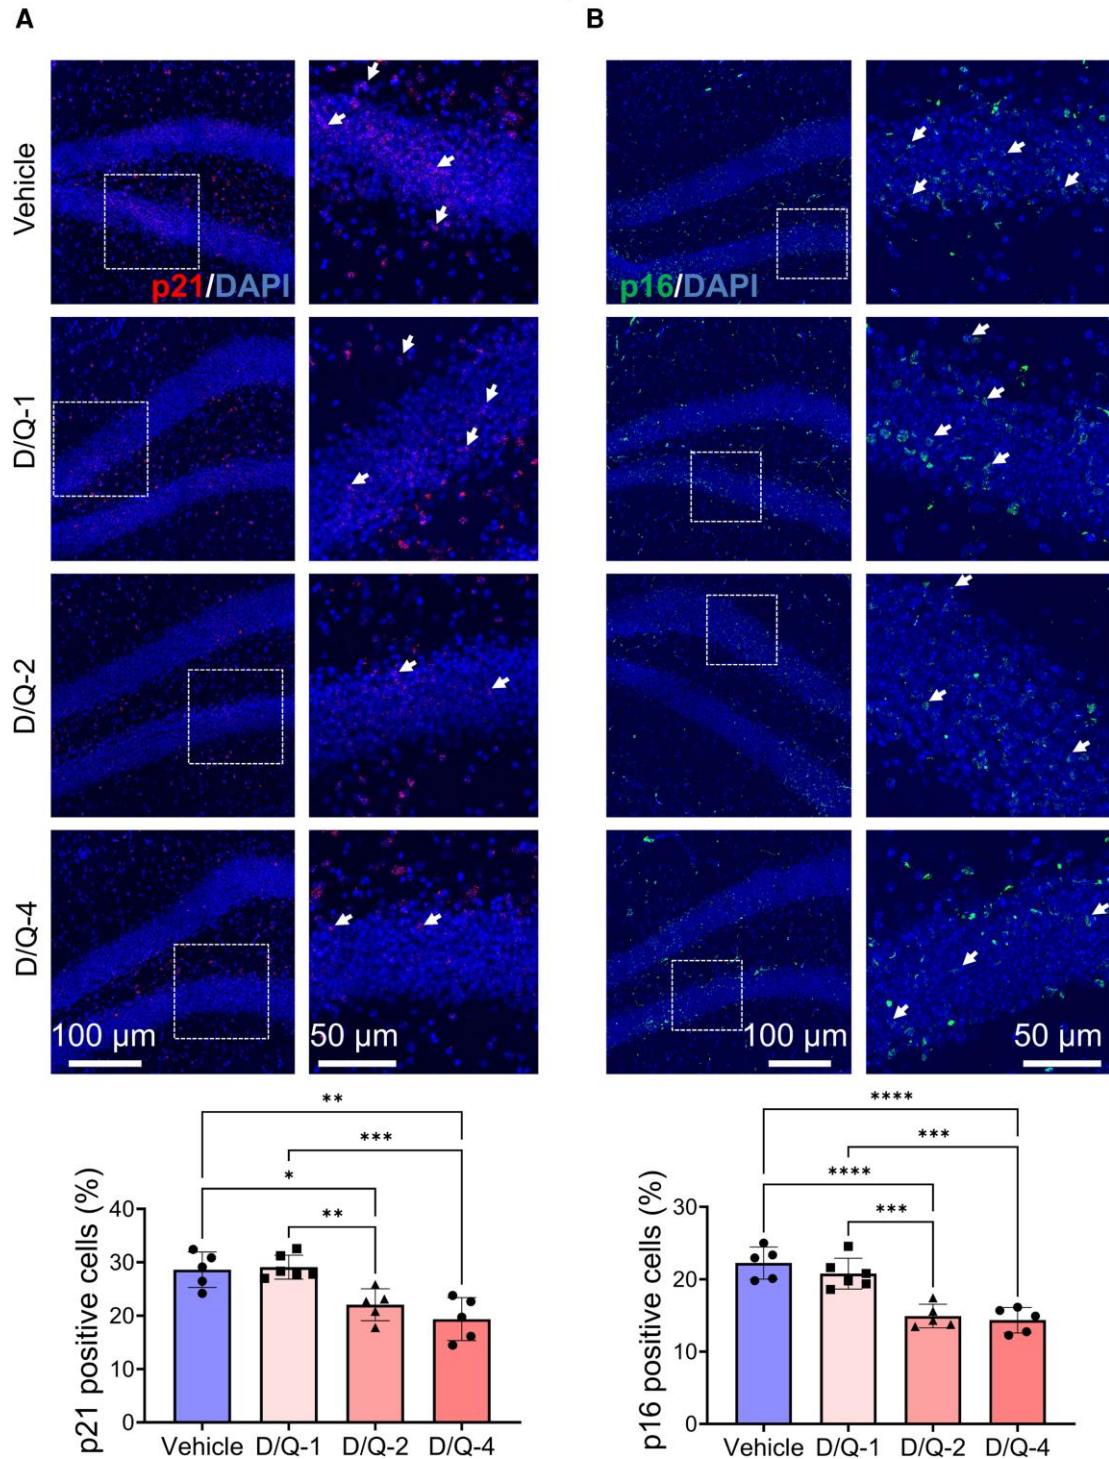 A
B
Vehicle
p21/DAPI
p16/DAPI
D/Q-1
D/Q-2
D/Q-4
100 µm
50 µm
100 µm
50 µm
**
***
*
**
p21 positive cells (%)
40
30
20
10
0
Vehicle D/Q-1 D/Q-2 D/Q-4
****
***
****
***
p16 positive cells (%)
30
20
10
0
Vehicle D/Q-1 D/Q-2 D/Q-4